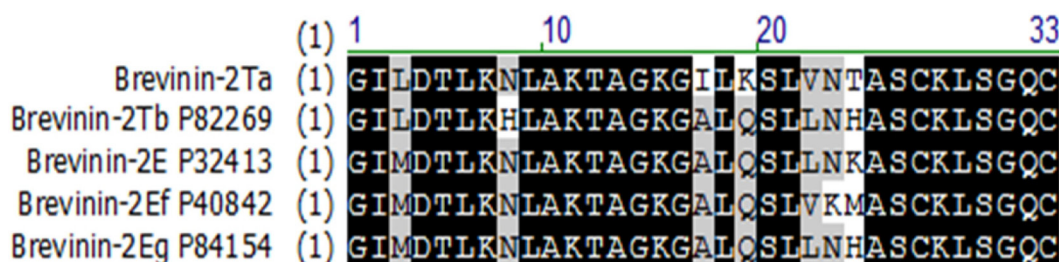 (1) 1 10 20 33
Brevinin-2Ta (1) GILDTLKNLAKTAGKGILKSLVNTASCKLSGQC
Brevinin-2Tb P82269 (1) GILDTLKHLAKTAGKGALQSLLNHASCKLSGQC
Brevinin-2E P32413 (1) GIMDTLKNLAKTAGKGALQSLLNKASCKLSGQC
Brevinin-2Ef P40842 (1) GIMDTLKNLAKTAGKGALQSLVKMASCKLSGQC
Brevinin-2Eg P84154 (1) GIMDTLKNLAKTAGKGALQSLLNHASCKLSGQC